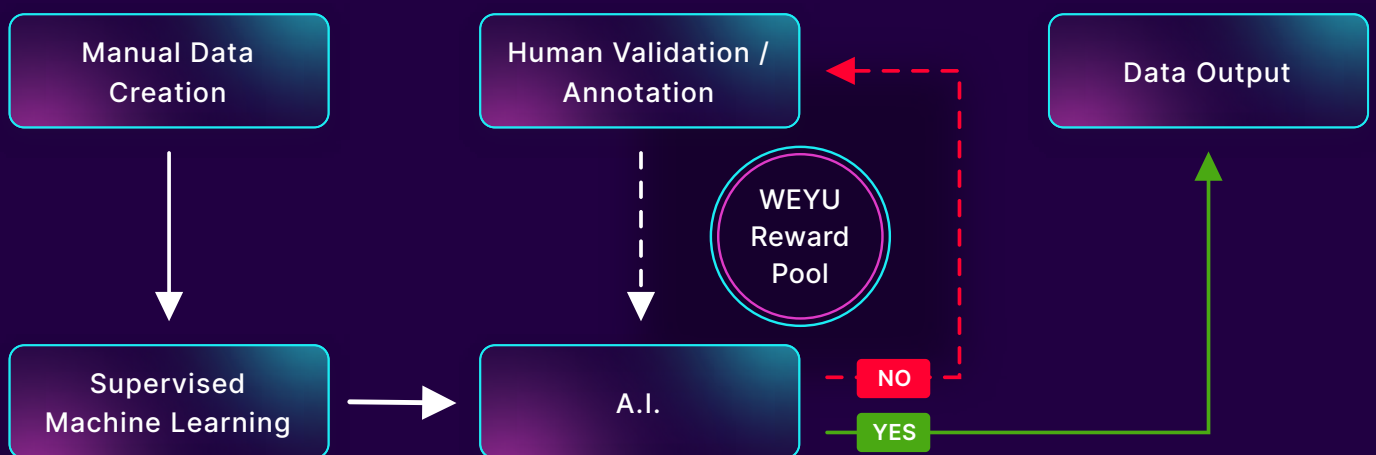 Manual Data
Creation
Human Validation /
Annotation
Data Output
WEYU
Reward
Pool
Supervised
Machine Learning
A.I.
NO
YES